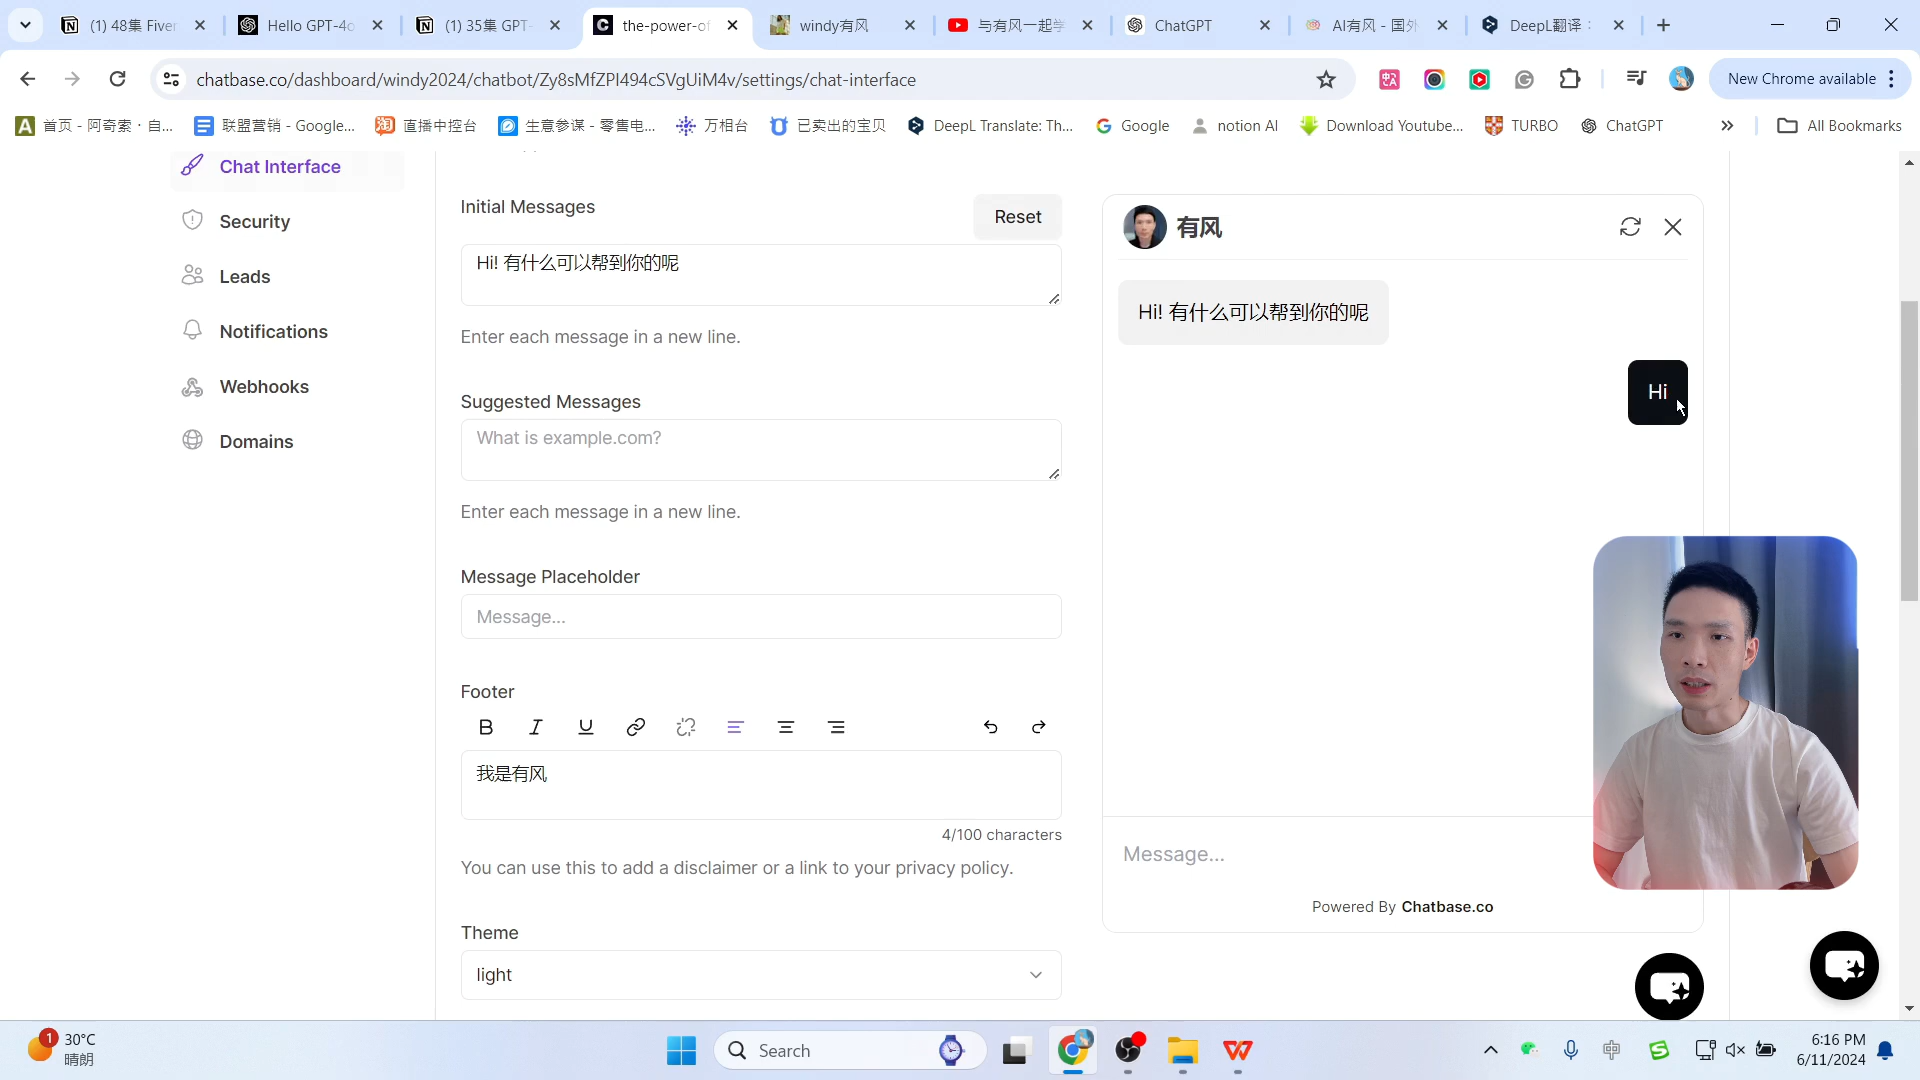 (1) 48集 Fiver
Hello GPT-4o
(1) 35集 GPT-
the-power-of
windy有风
与有风一起学
ChatGPT
AI有风 - 国外
DeepL翻译：
chatbase.co/dashboard/windy2024/chatbot/Zy8sMfZPI494cSVgUiM4v/settings/chat-interface
New Chrome available
首页 - 阿奇索 · 自...
联盟营销 - Google...
直播中控台
生意参谋 - 零售电...
万相台
已卖出的宝贝
DeepL Translate: Th...
Google
notion AI
Download Youtube...
TURBO
ChatGPT
All Bookmarks
Chat Interface
Security
Leads
Notifications
Webhooks
Domains
Initial Messages
Reset
Hi! 有什么可以帮到你的呢
Enter each message in a new line.
Suggested Messages
What is example.com?
Enter each message in a new line.
Message Placeholder
Message...
Footer
我是有风
4/100 characters
You can use this to add a disclaimer or a link to your privacy policy.
Theme
light
有风
Hi! 有什么可以帮到你的呢
Hi
Message...
Powered By Chatbase.co
1
30°C
晴朗
Search
中
6:16 PM
6/11/2024